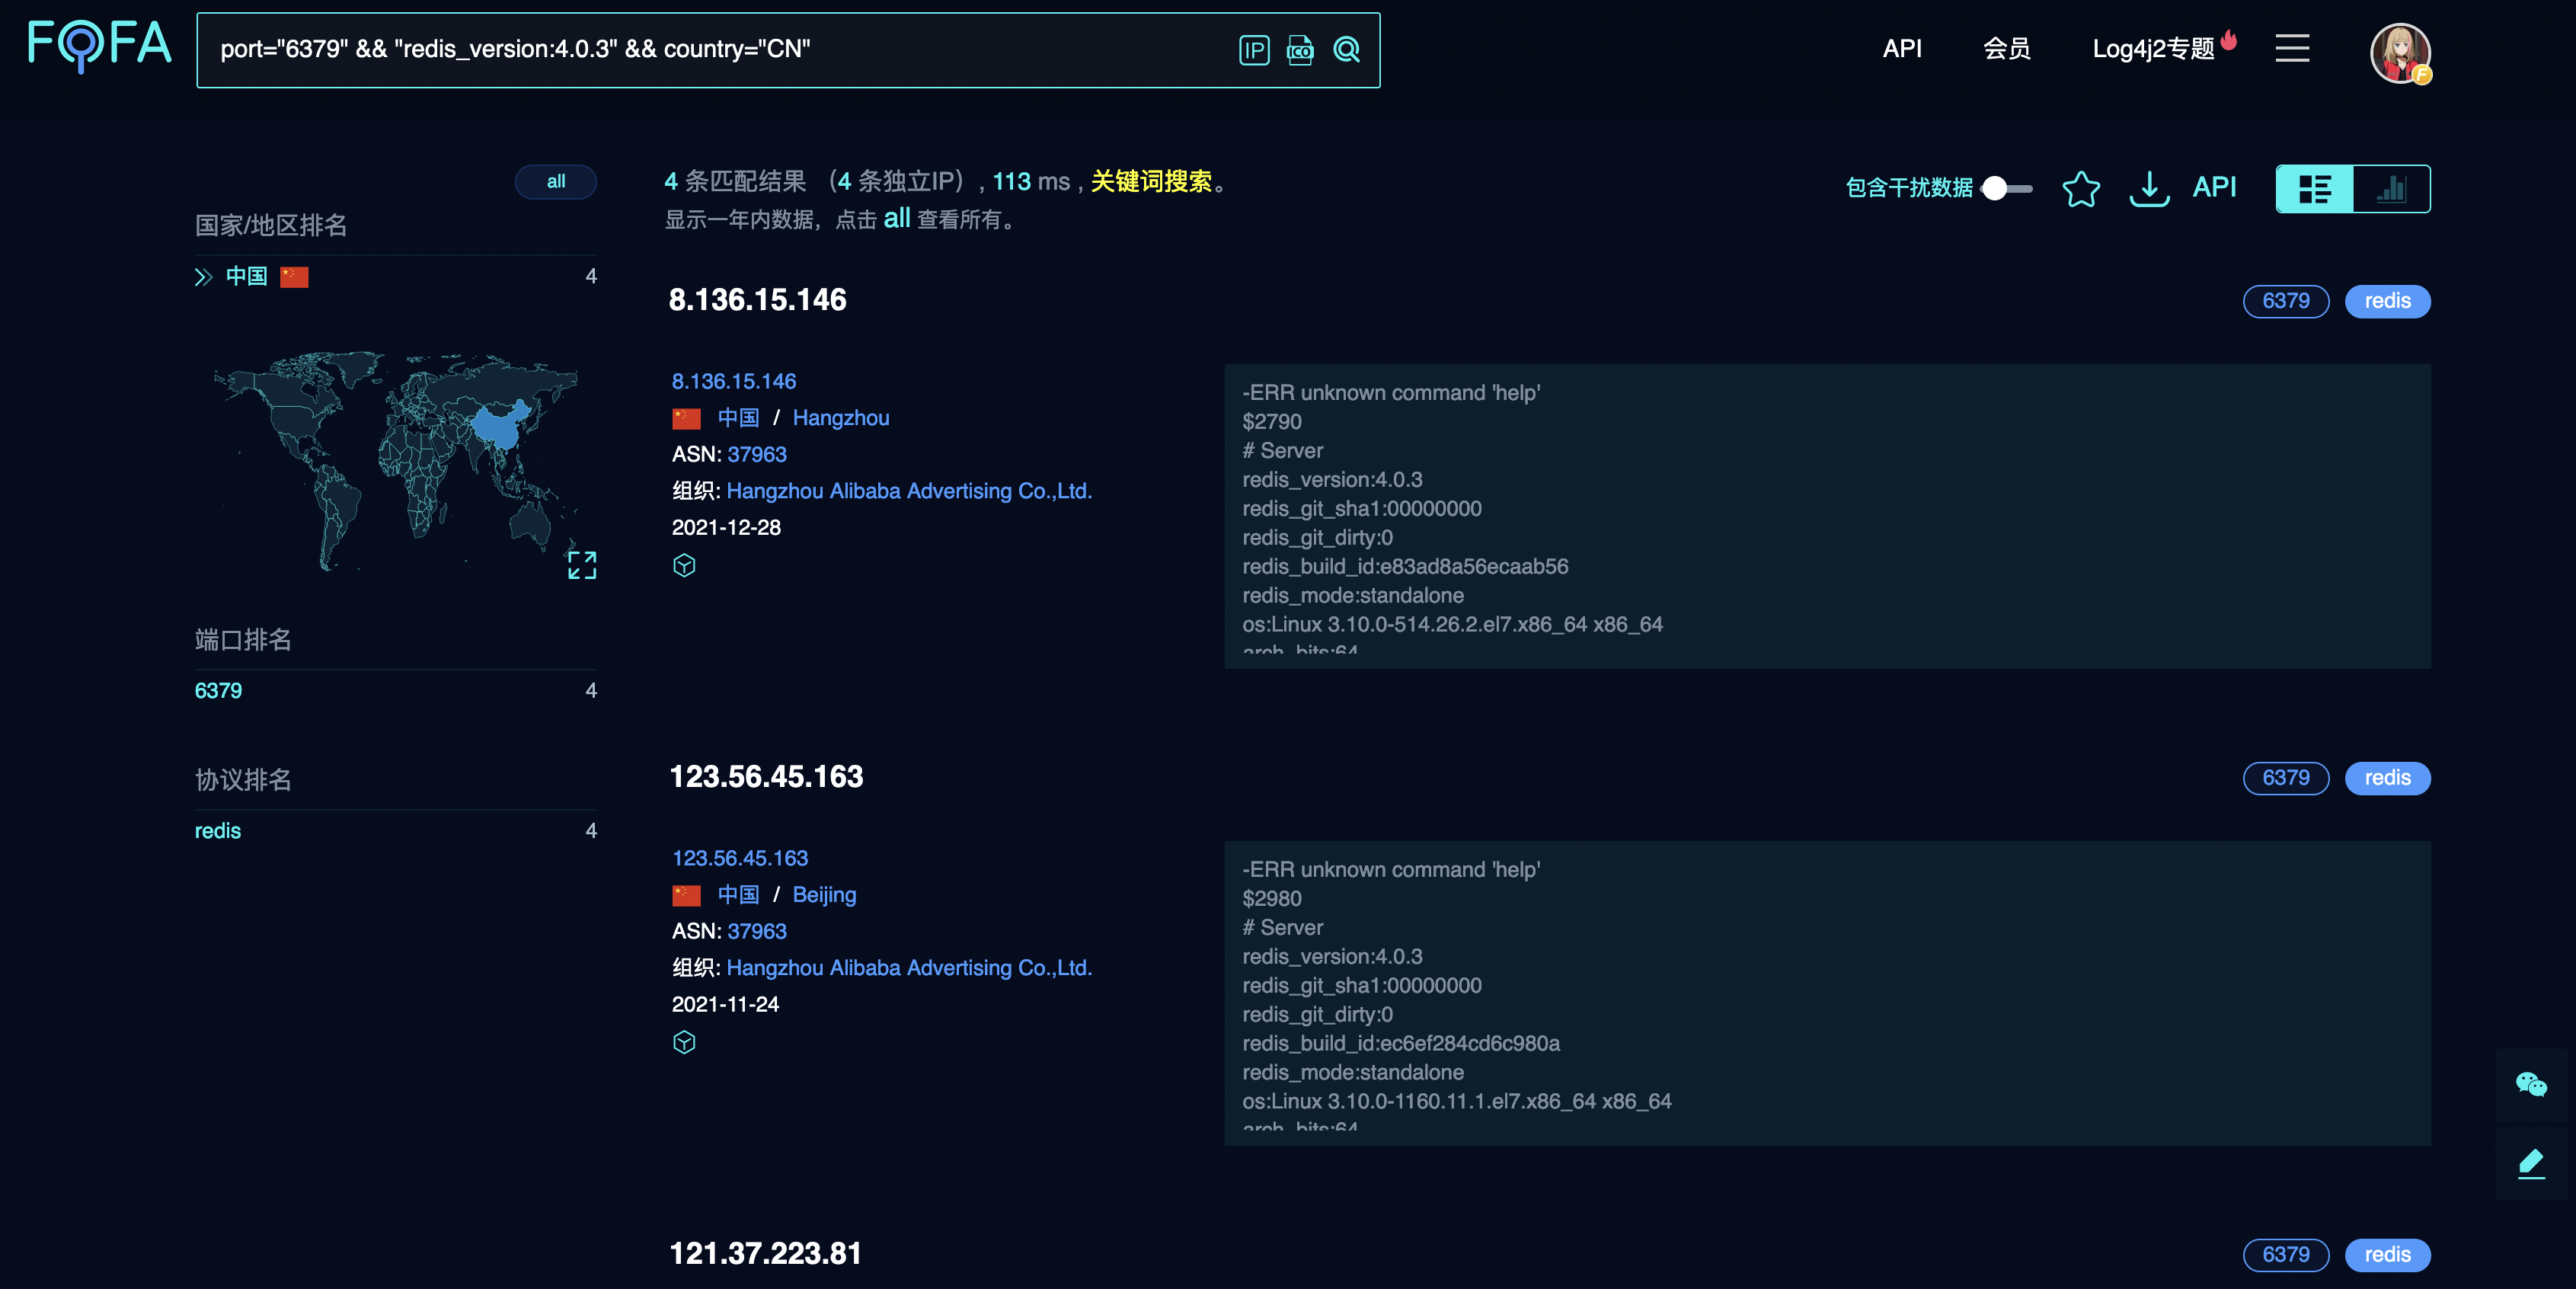 FOFA
port="6379" && "redis_version:4.0.3" && country="CN"
IP
ICO
API
会员
Log4j2专题
F
all
国家/地区排名
中国
4
端口排名
6379
4
协议排名
redis
4
4 条匹配结果 （4 条独立IP）, 113 ms , 关键词搜索。
显示一年内数据，点击 all 查看所有。
包含干扰数据
API
8.136.15.146
6379
redis
8.136.15.146
中国 / Hangzhou
ASN: 37963
组织: Hangzhou Alibaba Advertising Co.,Ltd.
2021-12-28
-ERR unknown command 'help'
$2790
# Server
redis_version:4.0.3
redis_git_sha1:00000000
redis_git_dirty:0
redis_build_id:e83ad8a56ecaab56
redis_mode:standalone
os:Linux 3.10.0-514.26.2.el7.x86_64 x86_64
arch_bits:64
123.56.45.163
6379
redis
123.56.45.163
中国 / Beijing
ASN: 37963
组织: Hangzhou Alibaba Advertising Co.,Ltd.
2021-11-24
-ERR unknown command 'help'
$2980
# Server
redis_version:4.0.3
redis_git_sha1:00000000
redis_git_dirty:0
redis_build_id:ec6ef284cd6c980a
redis_mode:standalone
os:Linux 3.10.0-1160.11.1.el7.x86_64 x86_64
arch_bits:64
121.37.223.81
6379
redis